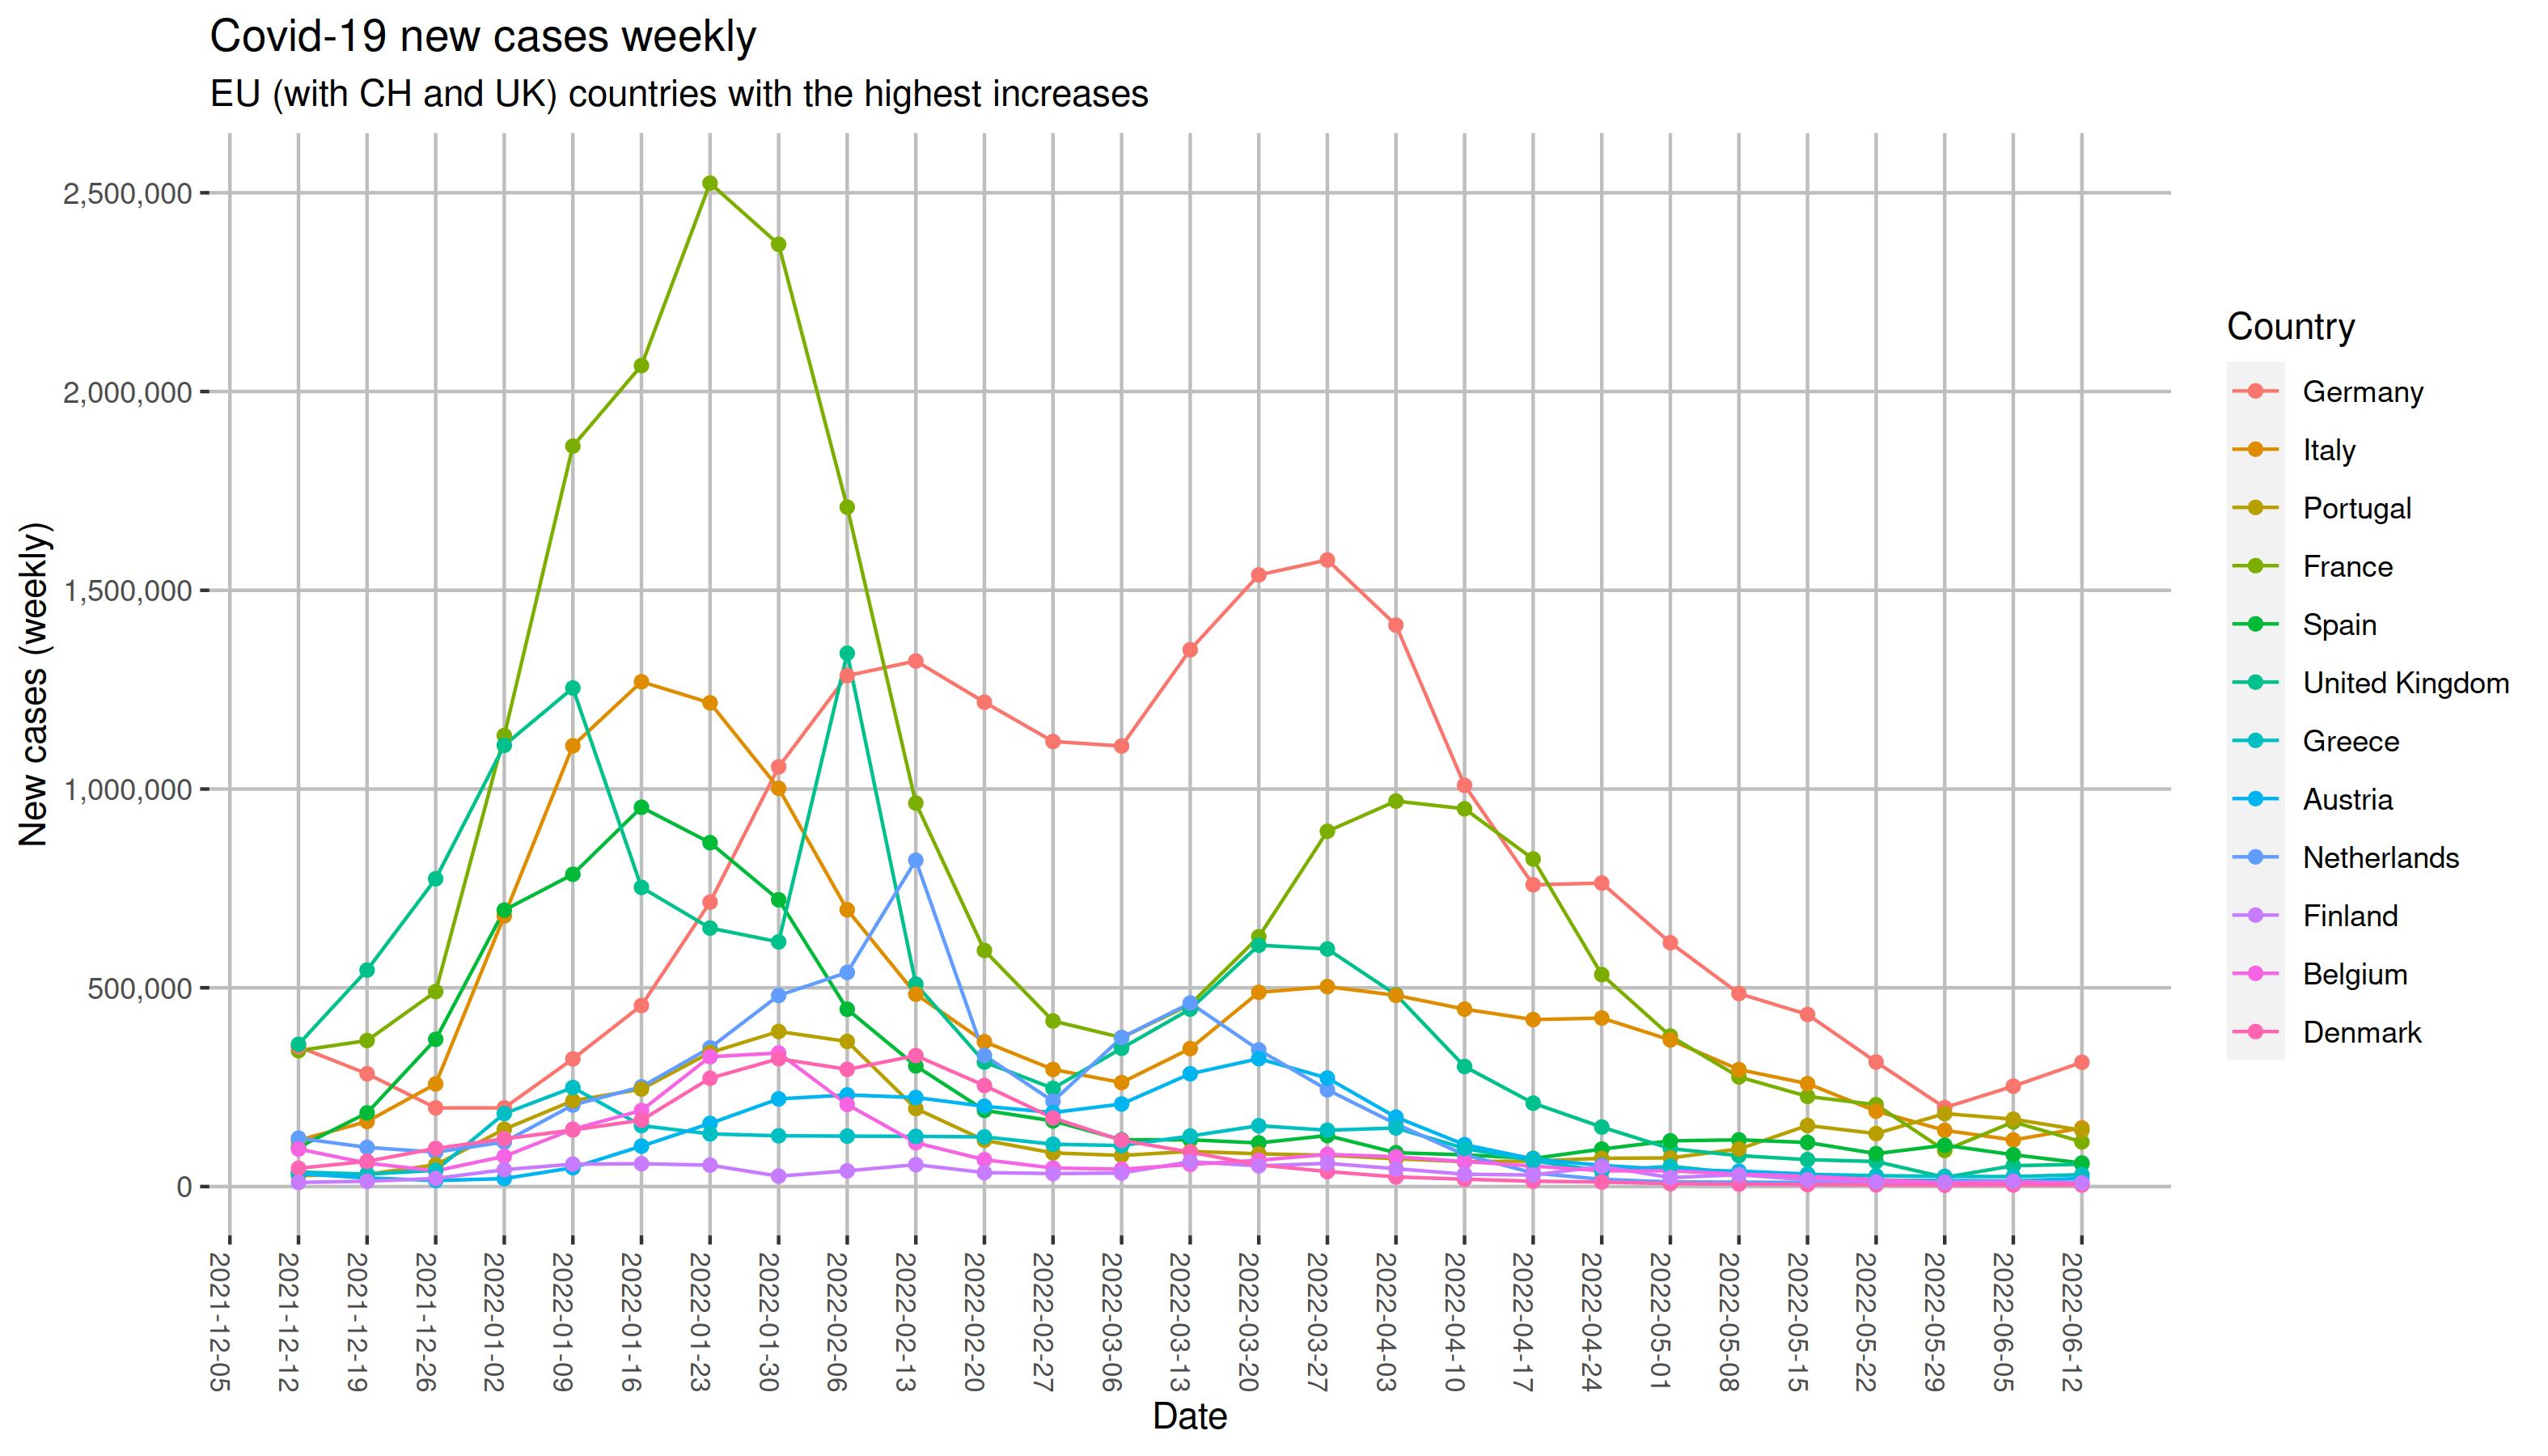 Covid-19 new cases weekly
EU (with CH and UK) countries with the highest increases
New cases (weekly)
2,500,000
2,000,000
1,500,000
1,000,000
500,000
0
2021-12-05
2021-12-12
2021-12-19
2021-12-26
2022-01-02
2022-01-09
2022-01-16
2022-01-23
2022-01-30
2022-02-06
2022-02-13
2022-02-20
2022-02-27
2022-03-06
2022-03-13
2022-03-20
2022-03-27
2022-04-03
2022-04-10
2022-04-17
2022-04-24
2022-05-01
2022-05-08
2022-05-15
2022-05-22
2022-05-29
2022-06-05
2022-06-12
Date
Country
Germany
Italy
Portugal
France
Spain
United Kingdom
Greece
Austria
Netherlands
Finland
Belgium
Denmark